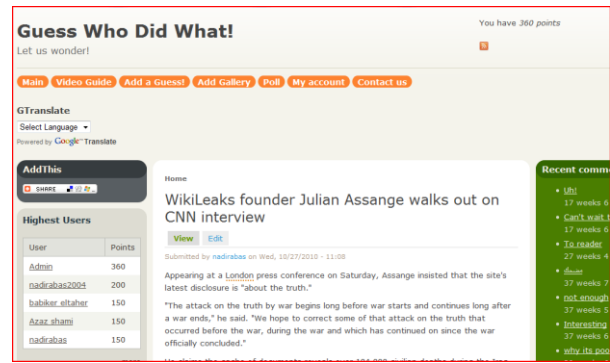 Guess Who Did What!
Let us wonder!
You have 360 points
Main Video Guide Add a Guess! Add Gallery Poll My account Contact us
GTranslate
Select Language
Powered by Google Translate
AddThis
SHARE
Highest Users
User Points
Admin 360
nadirabas2004 200
babiker eltaher 150
Azaz shami 150
nadirabas 150
Home
WikiLeaks founder Julian Assange walks out on
CNN interview
View Edit
Submitted by nadirabas on Wed, 10/27/2010 - 11:08
Appearing at a London press conference on Saturday, Assange insisted that the site's
latest disclosure is "about the truth."
"The attack on the truth by war begins long before war starts and continues long after
a war ends," he said. "We hope to correct some of that attack on the truth that
occurred before the war, during the war and which has continued on since the war
officially concluded."
Recent comme
Uh!
17 weeks 6
Can't wait t
17 weeks 6
To reader
27 weeks 4
37 weeks 7
not enough
37 weeks 5
Interesting
37 weeks 6
why its poo